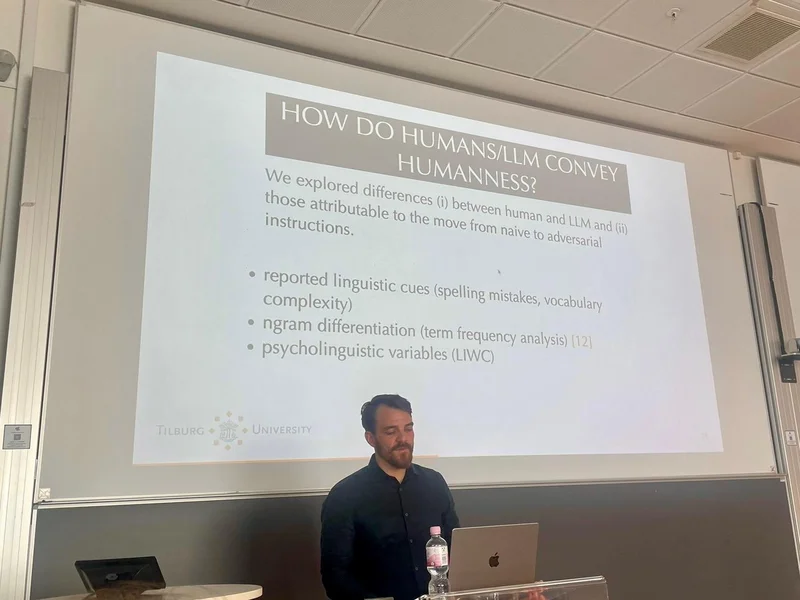 HOW DO HUMANS/LLM CONVEY
HUMANNESS?
We explored differences (i) between human and LLM and (ii)
those attributable to the move from naive to adversarial
instructions.
• reported linguistic cues (spelling mistakes, vocabulary
complexity)
• ngram differentiation (term frequency analysis) [12]
• psycholinguistic variables (LIWC)
TILBURG UNIVERSITY